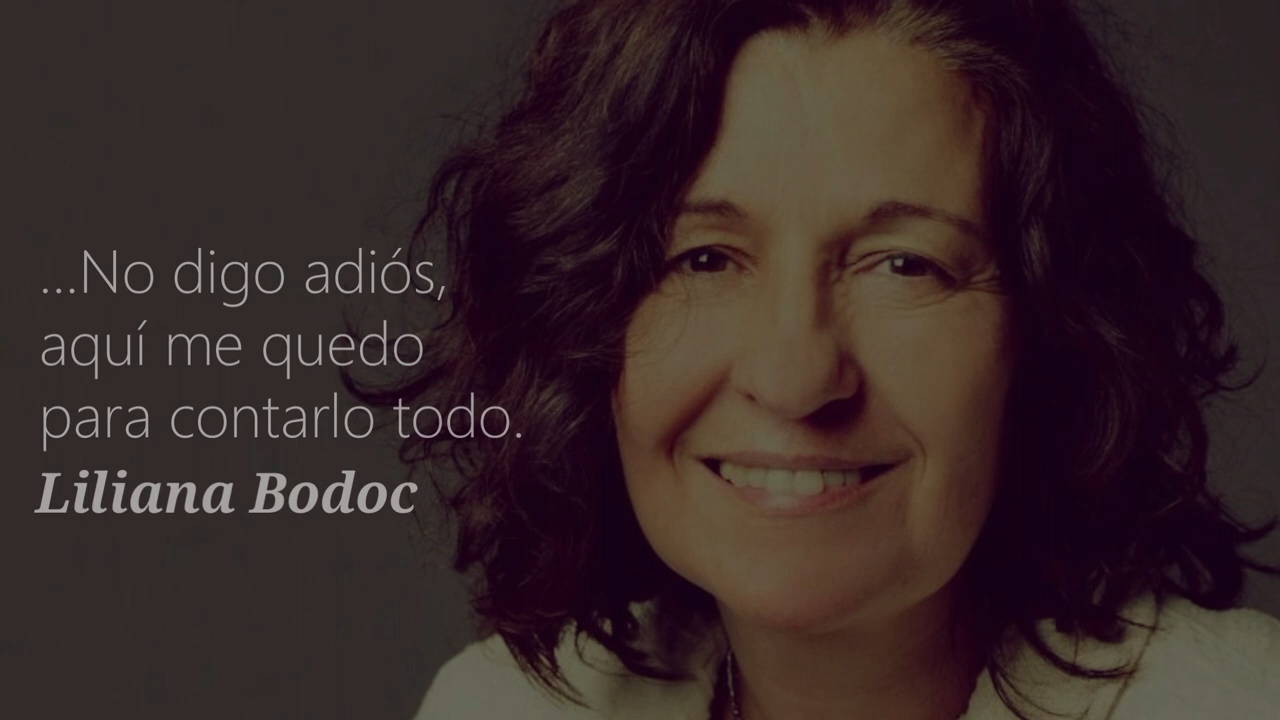 ...No digo adiós,
aquí me quedo
para contarlo todo.
Liliana Bodoc